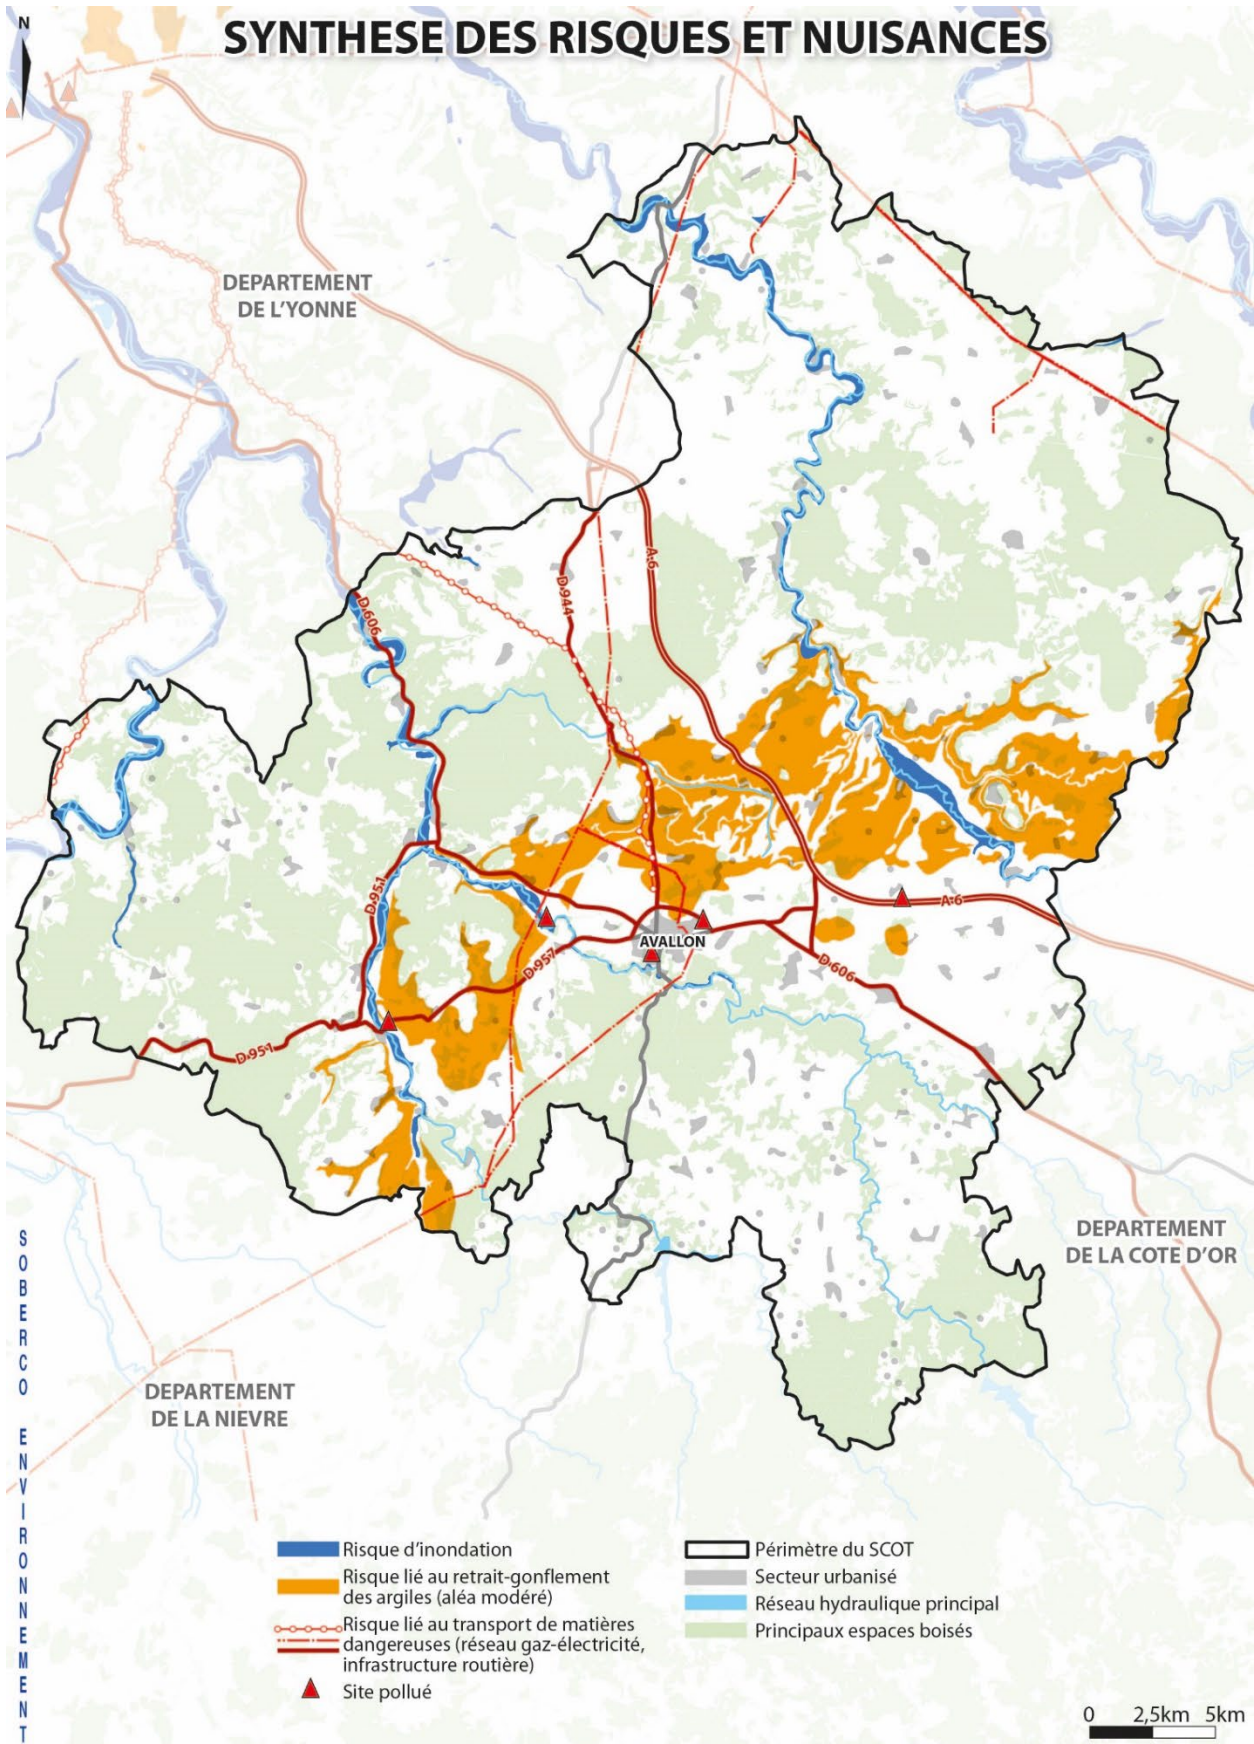 SYNTHESE DES RISQUES ET NUISANCES
N
DEPARTEMENT
DE L'YONNE
A 6
D 944
D 606
D 951
A 6
AVALLON
D 957
D 606
D 951
DEPARTEMENT
DE LA COTE D'OR
DEPARTEMENT
DE LA NIEVRE
SOBERCO ENVIRONNEMENT
Risque d'inondation
Risque lié au retrait-gonflement
des argiles (aléa modéré)
Risque lié au transport de matières
dangereuses (réseau gaz-électricité,
infrastructure routière)
Site pollué
Périmètre du SCOT
Secteur urbanisé
Réseau hydraulique principal
Principaux espaces boisés
0 2,5km 5km